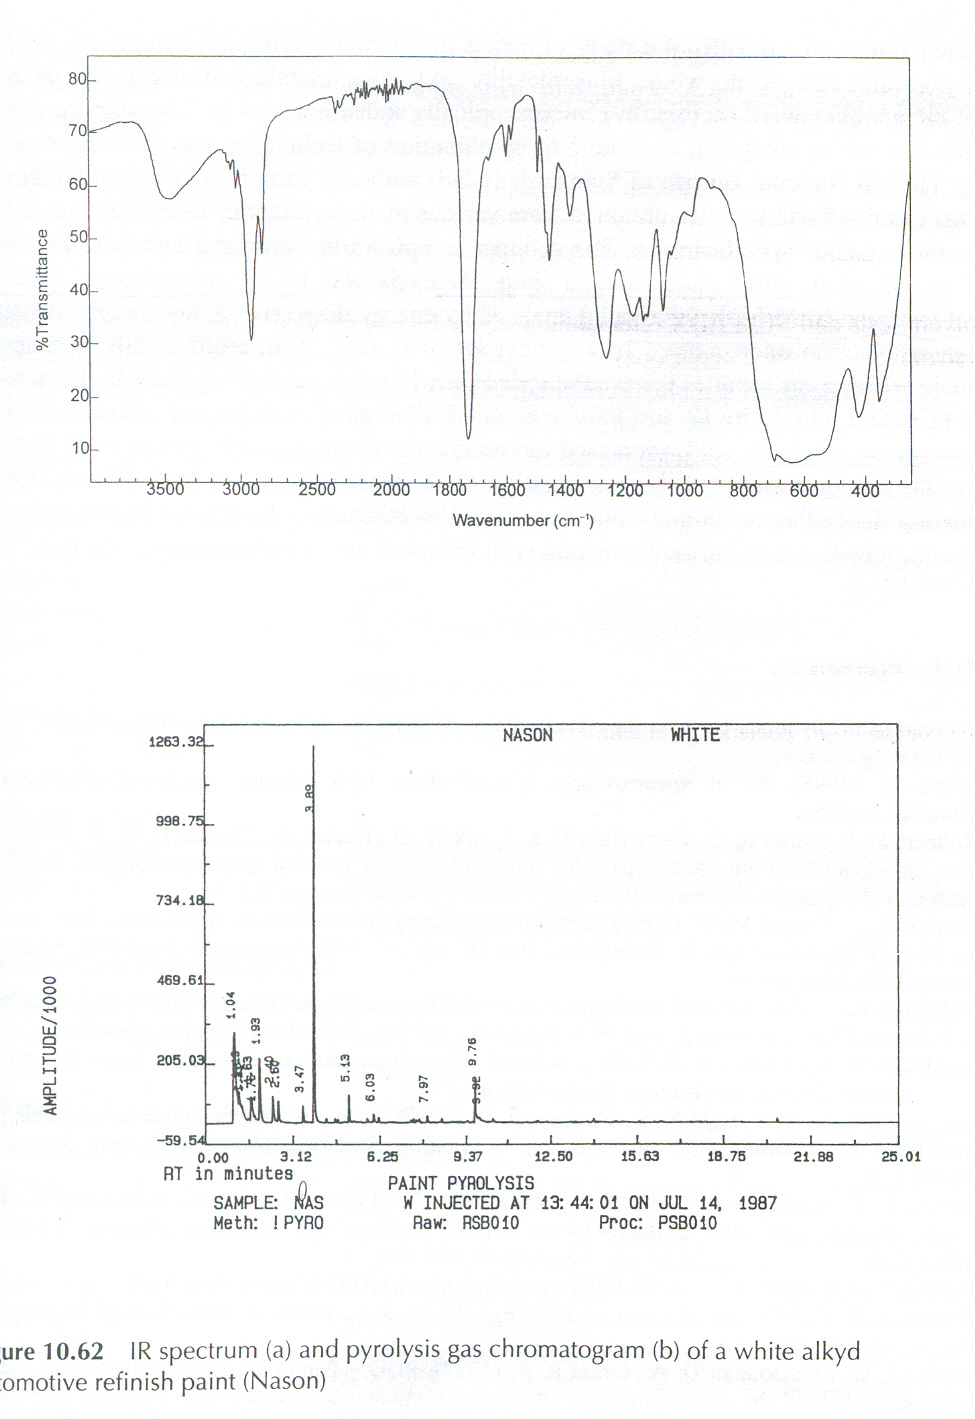 80
70
60
50
40
30
20
10
%Transmittance
3500 3000 2500 2000 1800 1600 1400 1200 1000 800 600 400
Wavenumber (cm⁻¹)
NASON WHITE
1263.32
998.75
734.18
469.61
205.03
-59.54
AMPLITUDE/1000
1.04
1.93
3.47
3.89
5.13
6.03
7.97
9.76
0.00 3.12 6.25 9.37 12.50 15.63 18.75 21.88 25.01
RT in minutes
PAINT PYROLYSIS
SAMPLE: NAS W INJECTED AT 13:44:01 ON JUL 14, 1987
Meth: !PYRO Raw: RSB010 Proc: PSB010
gure 10.62 IR spectrum (a) and pyrolysis gas chromatogram (b) of a white alkyd
tomotive refinish paint (Nason)